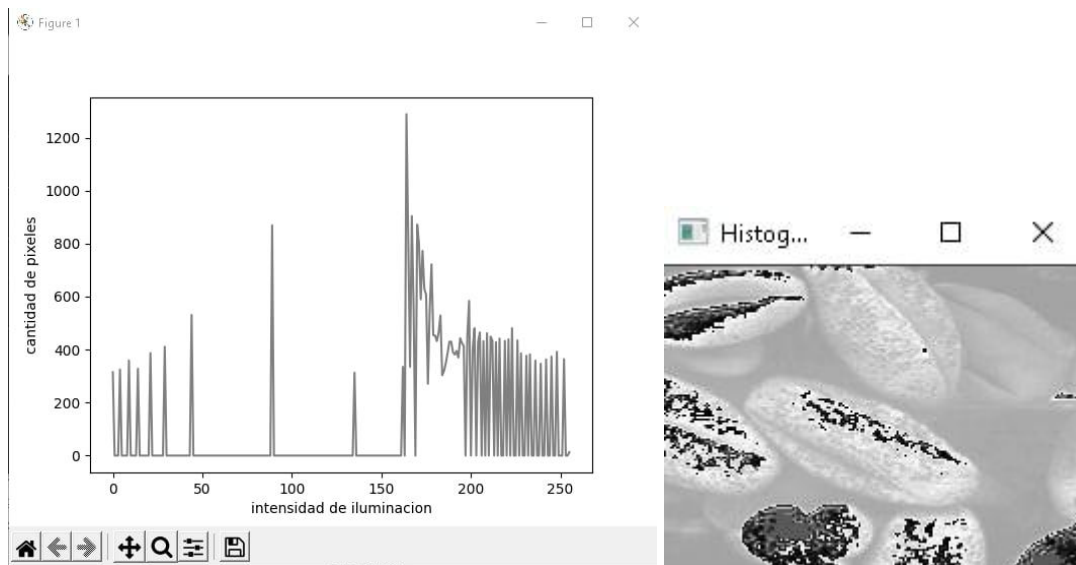 Figure 1
1200
1000
800
600
400
200
0
cantidad de pixeles
0 50 100 150 200 250
intensidad de iluminacion
Histog...